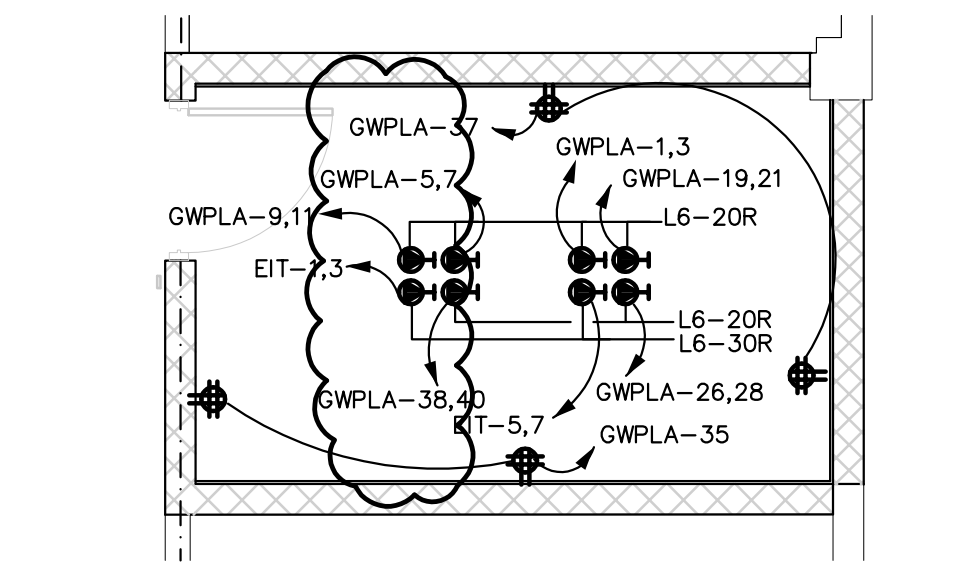 GWPLA-37
GWPLA-1,3
GWPLA-5,7
GWPLA-19,21
GWPLA-9,11
L6-20R
EIT-1,3
L6-20R
L6-30R
GWPLA-26,28
GWPLA-38,40
EIT-5,7
GWPLA-35